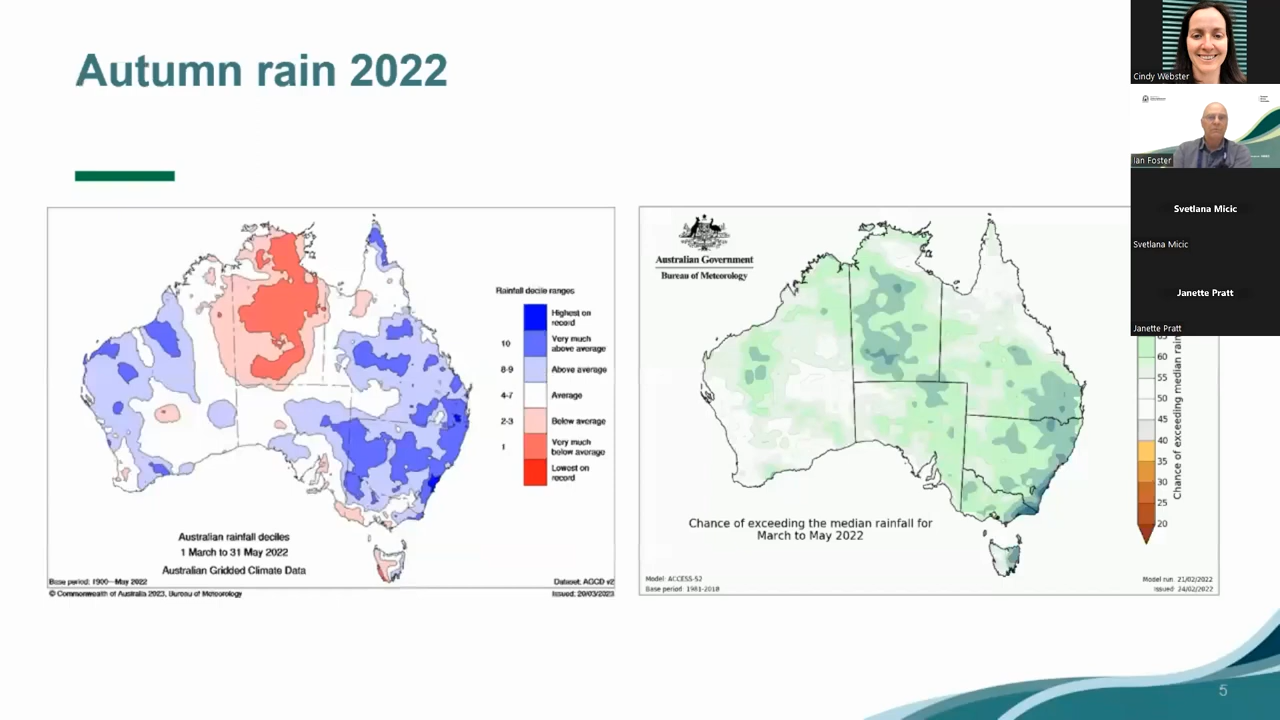 Autumn rain 2022
Rainfall decile ranges
Highest on
record
10
Very much
above average
8-9
Above average
4-7
Average
2-3
Below average
1
Very much
below average
Lowest on
record
Australian rainfall deciles
1 March to 31 May 2022
Australian Gridded Climate Data
Base period: 1900—May 2022
Dataset: AGCD v2
© Commonwealth of Australia 2023, Bureau of Meteorology
Issued: 20/03/2023
Australian Government
Bureau of Meteorology
Chance of exceeding the median rainfall for
March to May 2022
Model: ACCESS-S2
Base period: 1981-2018
Model run: 21/02/2022
Issued: 24/02/2022
65
60
55
50
45
40
35
30
25
20
Chance of exceeding median rain
Cindy Webster
Ian Foster
Svetlana Micic
Svetlana Micic
Janette Pratt
Janette Pratt
5